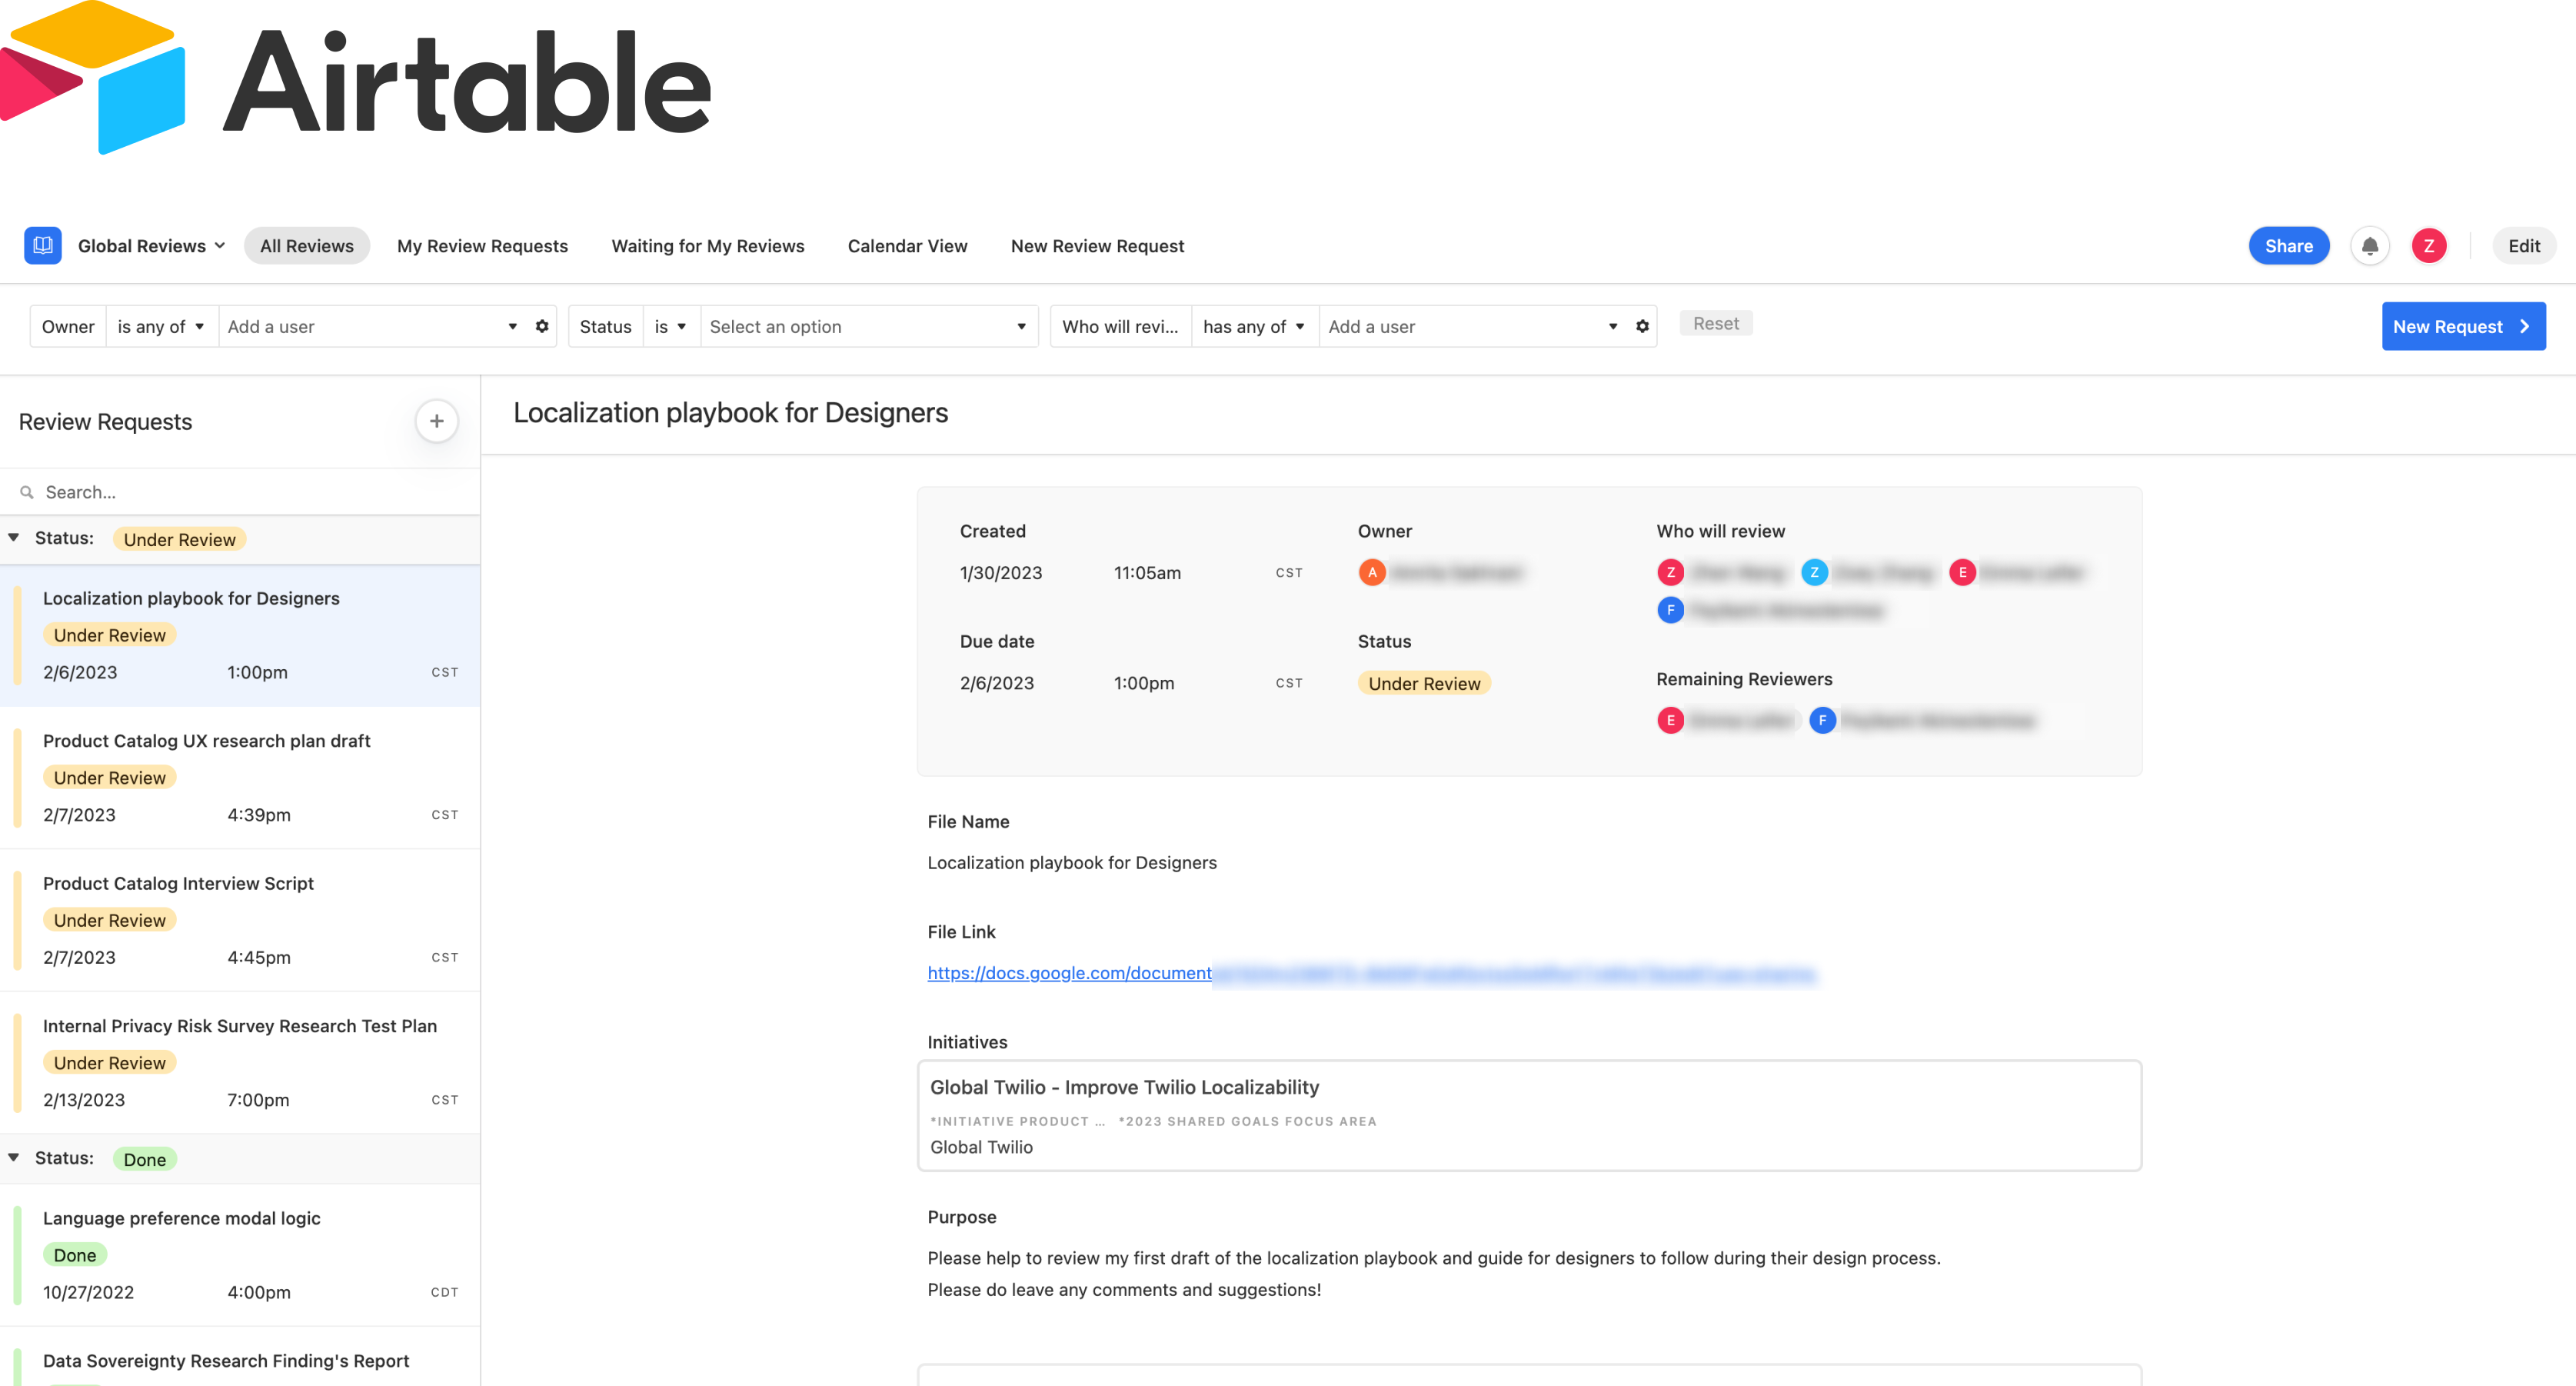 Airtable
Global Reviews All Reviews My Review Requests Waiting for My Reviews Calendar View New Review Request Share Z Edit
Owner is any of Add a user Status is Select an option Who will revi... has any of Add a user Reset New Request
Review Requests
+
Search...
Status: Under Review
Localization playbook for Designers
Under Review
2/6/2023 1:00pm CST
Product Catalog UX research plan draft
Under Review
2/7/2023 4:39pm CST
Product Catalog Interview Script
Under Review
2/7/2023 4:45pm CST
Internal Privacy Risk Survey Research Test Plan
Under Review
2/13/2023 7:00pm CST
Status: Done
Language preference modal logic
Done
10/27/2022 4:00pm CDT
Data Sovereignty Research Finding's Report
Localization playbook for Designers
Created Owner Who will review
1/30/2023 11:05am CST A Z Z E
F
Due date Status
2/6/2023 1:00pm CST Under Review
Remaining Reviewers
E F
File Name
Localization playbook for Designers
File Link
https://docs.google.com/document
Initiatives
Global Twilio - Improve Twilio Localizability
*INITIATIVE PRODUCT ... *2023 SHARED GOALS FOCUS AREA
Global Twilio
Purpose
Please help to review my first draft of the localization playbook and guide for designers to follow during their design process.
Please do leave any comments and suggestions!